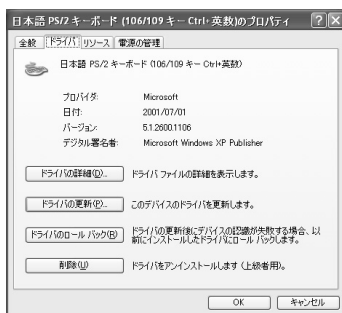 日本語 PS/2 キーボード (106/109 キー Ctrl+英数)のプロパティ
全般 ドライバ リソース 電源の管理
日本語 PS/2 キーボード (106/109 キー Ctrl+英数)
プロバイダ: Microsoft
日付: 2001/07/01
バージョン: 5.1.2600.1106
デジタル署名者: Microsoft Windows XP Publisher
ドライバの詳細(D)... ドライバ ファイルの詳細を表示します。
ドライバの更新(P)... このデバイスのドライバを更新します。
ドライバのロール バック(R) ドライバの更新後にデバイスの認識が失敗する場合、以
前にインストールしたドライバにロール バックします。
削除(U) ドライバをアンインストールします (上級者用)。
OK キャンセル